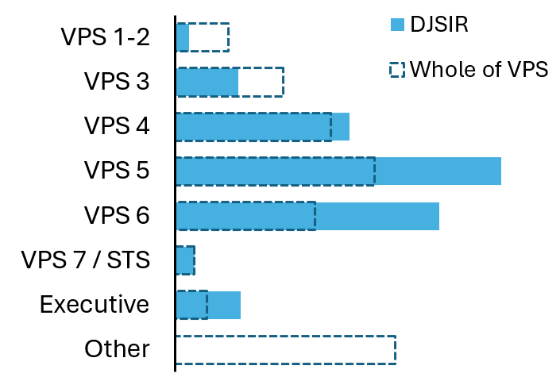 VPS 1-2
DJSIR
VPS 3
Whole of VPS
VPS 4
VPS 5
VPS 6
VPS 7 / STS
Executive
Other